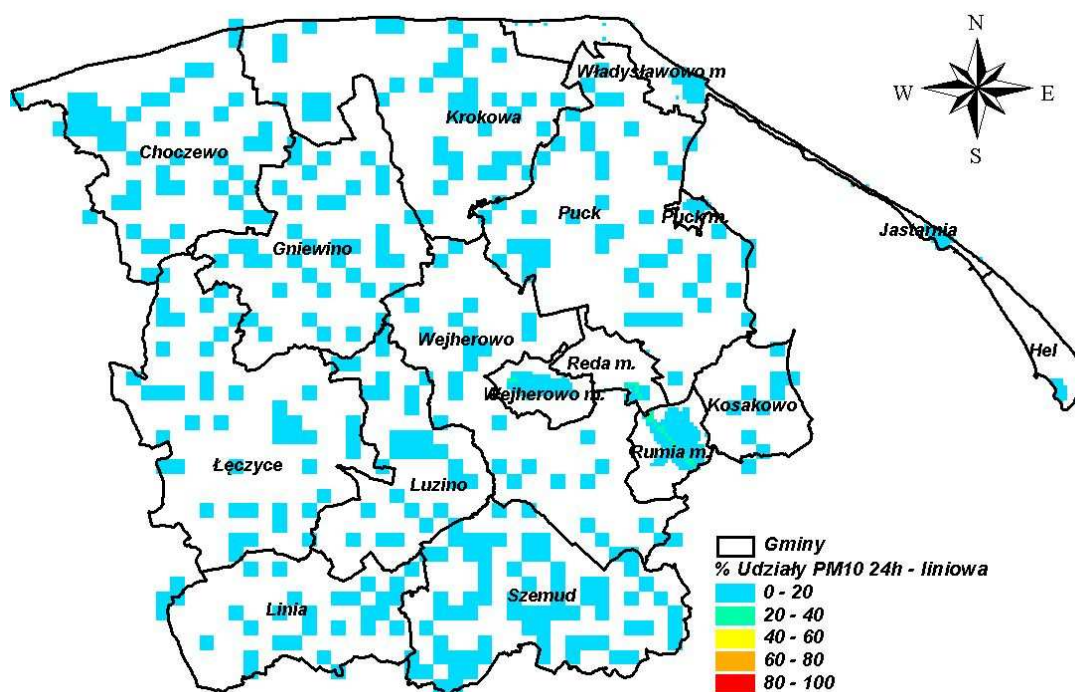 N
W E
S
Władysławowo m
Krokowa
Choczewo
Puck
Puck m.
Jastarnia
Gniewino
Wejherowo
Reda m.
Hel
Wejherowo m.
Kosakowo
Rumia m.
Łęczyce
Luzino
Szemud
Linia
Gminy
% Udziały PM10 24h - liniowa
0 - 20
20 - 40
40 - 60
60 - 80
80 - 100